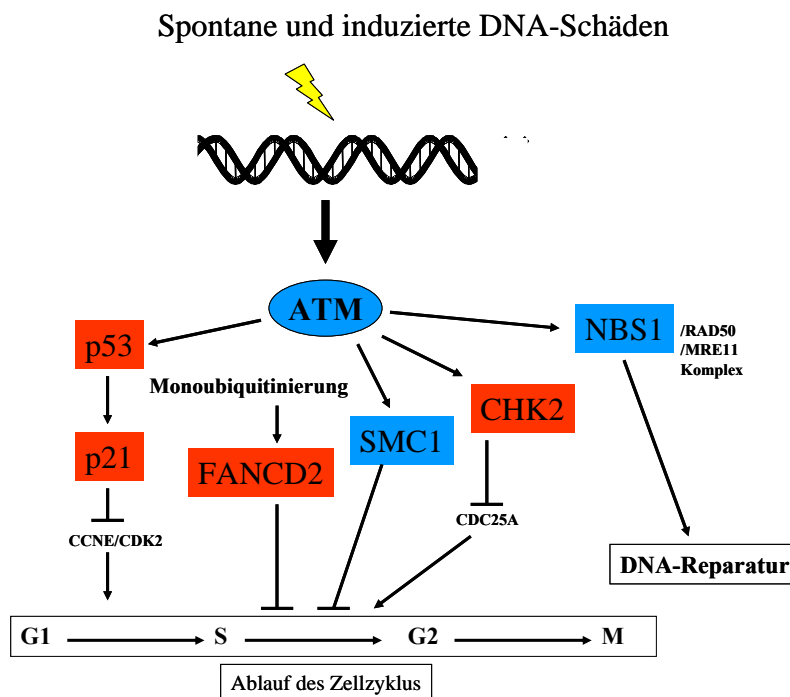 Spontane und induzierte DNA-Schäden
ATM
p53
NBS1
/RAD50
/MRE11
Komplex
Monoubiquitinierung
CHK2
SMC1
p21
FANCD2
CCNE/CDK2
CDC25A
DNA-Reparatur
G1 S G2 M
Ablauf des Zellzyklus